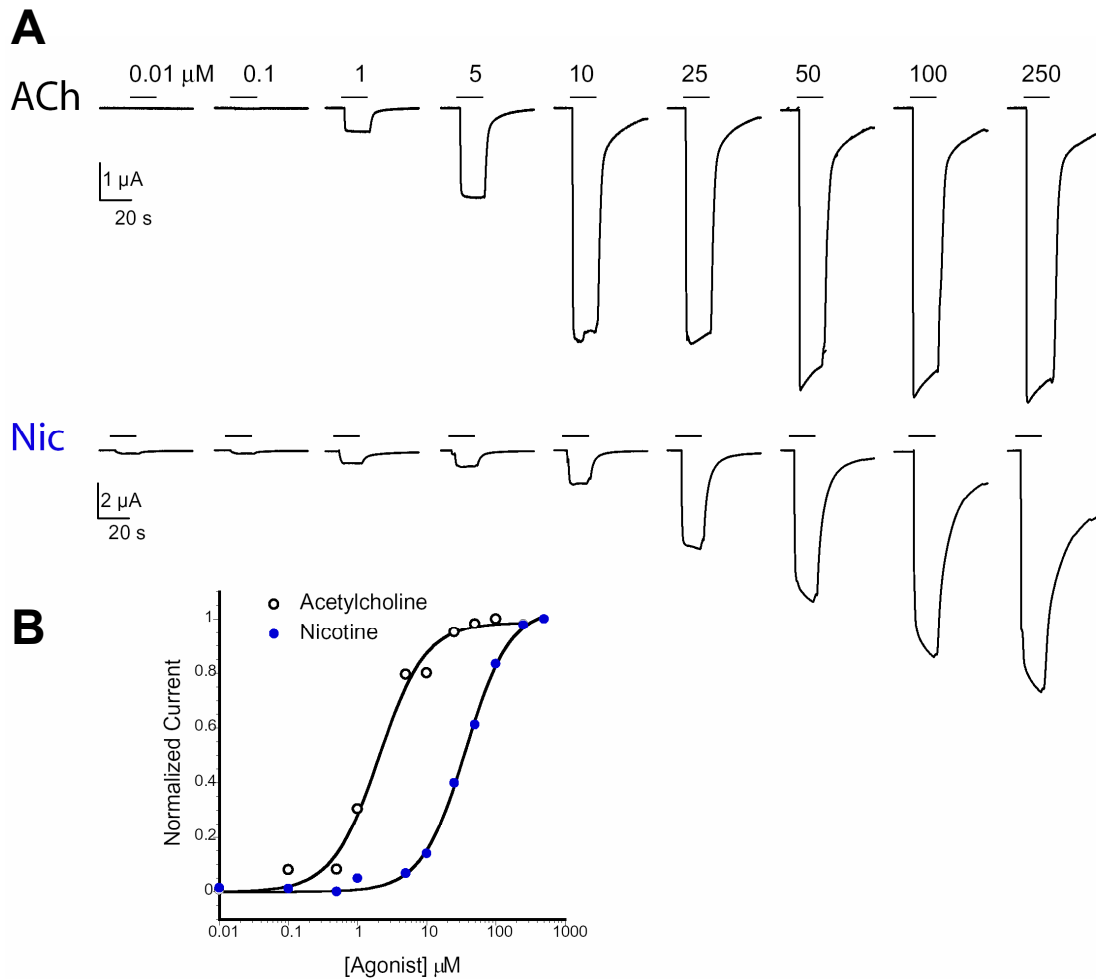 A
0.01 µM 0.1 1 5 10 25 50 100 250
ACh
1 µA
20 s
Nic
2 µA
20 s
B
Acetylcholine
Nicotine
1
0.8
0.6
0.4
0.2
0
Normalized Current
0.01 0.1 1 10 100 1000
[Agonist] µM